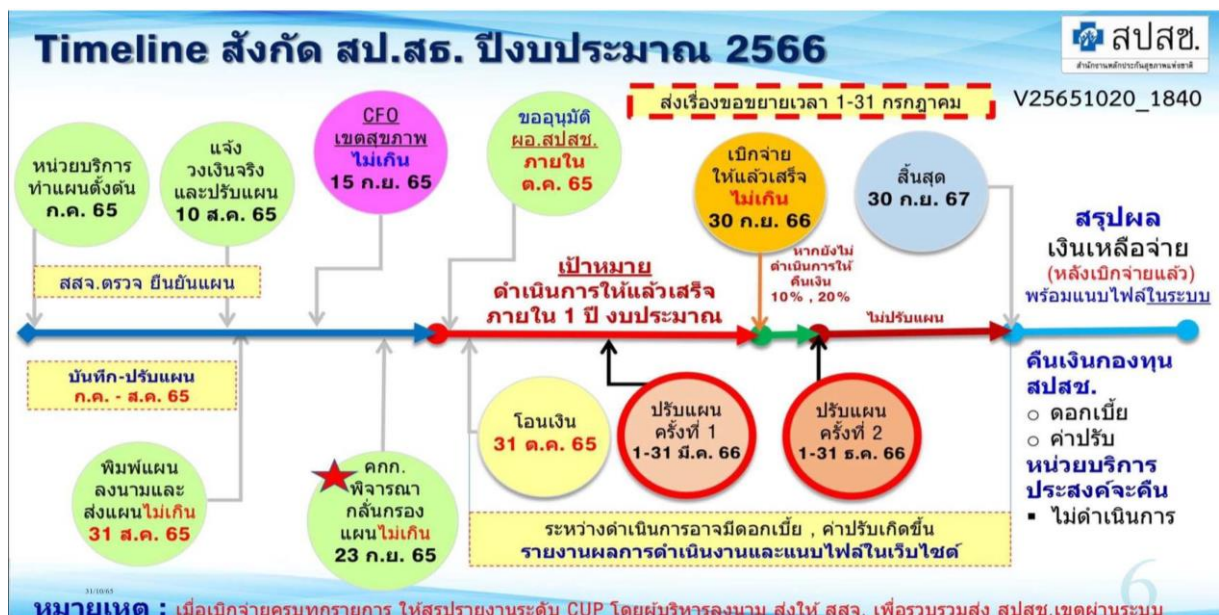 Timeline สังกัด สป.สธ. ปีงบประมาณ 2566
สปสช.
สำนักงานหลักประกันสุขภาพแห่งชาติ
V25651020_1840
ส่งเรื่องขอขยายเวลา 1-31 กรกฎาคม
หน่วยบริการ
ทำแผนตั้งต้น
ก.ค. 65
แจ้ง
วงเงินจริง
และปรับแผน
10 ส.ค. 65
CFO
เขตสุขภาพ
ไม่เกิน
15 ก.ย. 65
ขออนุมัติ
ผอ.สปสช.
ภายใน
ต.ค. 65
เบิกจ่าย
ให้แล้วเสร็จ
ไม่เกิน
30 ก.ย. 66
สิ้นสุด
30 ก.ย. 67
สรุปผล
เงินเหลือจ่าย
(หลังเบิกจ่ายแล้ว)
พร้อมแนบไฟล์ในระบบ
สสจ.ตรวจ ยืนยันแผน
เป้าหมาย
ดำเนินการให้แล้วเสร็จ
ภายใน 1 ปี งบประมาณ
หากยังไม่
ดำเนินการให้
คืนเงิน
10% , 20%
ไม่ปรับแผน
บันทึก-ปรับแผน
ก.ค. - ส.ค. 65
พิมพ์แผน
ลงนามและ
ส่งแผนไม่เกิน
31 ส.ค. 65
คกก.
พิจารณา
กลั่นกรอง
แผนไม่เกิน
23 ก.ย. 65
โอนเงิน
31 ต.ค. 65
ปรับแผน
ครั้งที่ 1
1-31 มี.ค. 66
ปรับแผน
ครั้งที่ 2
1-31 ธ.ค. 66
คืนเงินกองทุน
สปสช.
○ ดอกเบี้ย
○ ค่าปรับ
หน่วยบริการ
ประสงค์จะคืน
▪ ไม่ดำเนินการ
ระหว่างดำเนินการอาจมีดอกเบี้ย , ค่าปรับเกิดขึ้น
รายงานผลการดำเนินงานและแนบไฟล์ในเว็บไซต์
31/10/65
6
หมายเหตุ : เมื่อเบิกจ่ายครบทุกรายการ ให้สรุปรายงานระดับ CUP โดยผู้บริหารลงนาม ส่งให้ สสจ. เพื่อรวบรวมส่ง สปสช.เขตผ่านระบบ